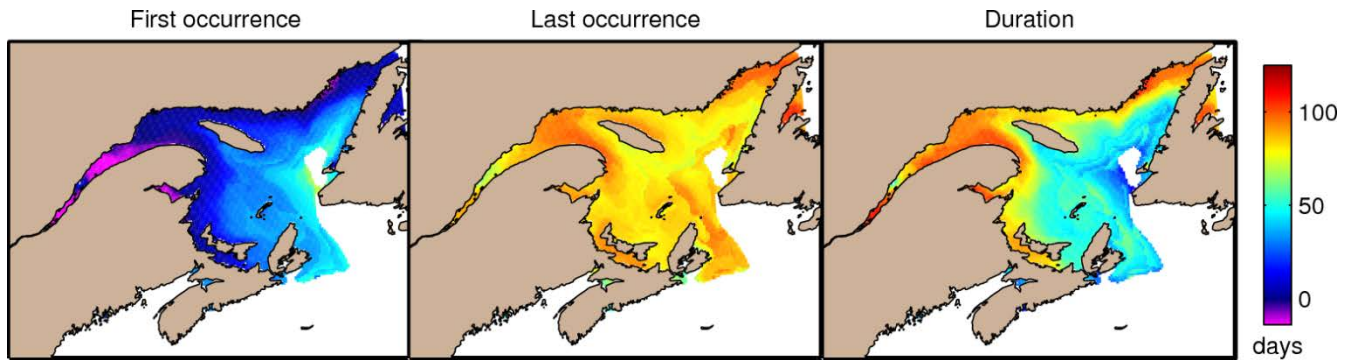 First occurrence
Last occurrence
Duration
100
50
0
days